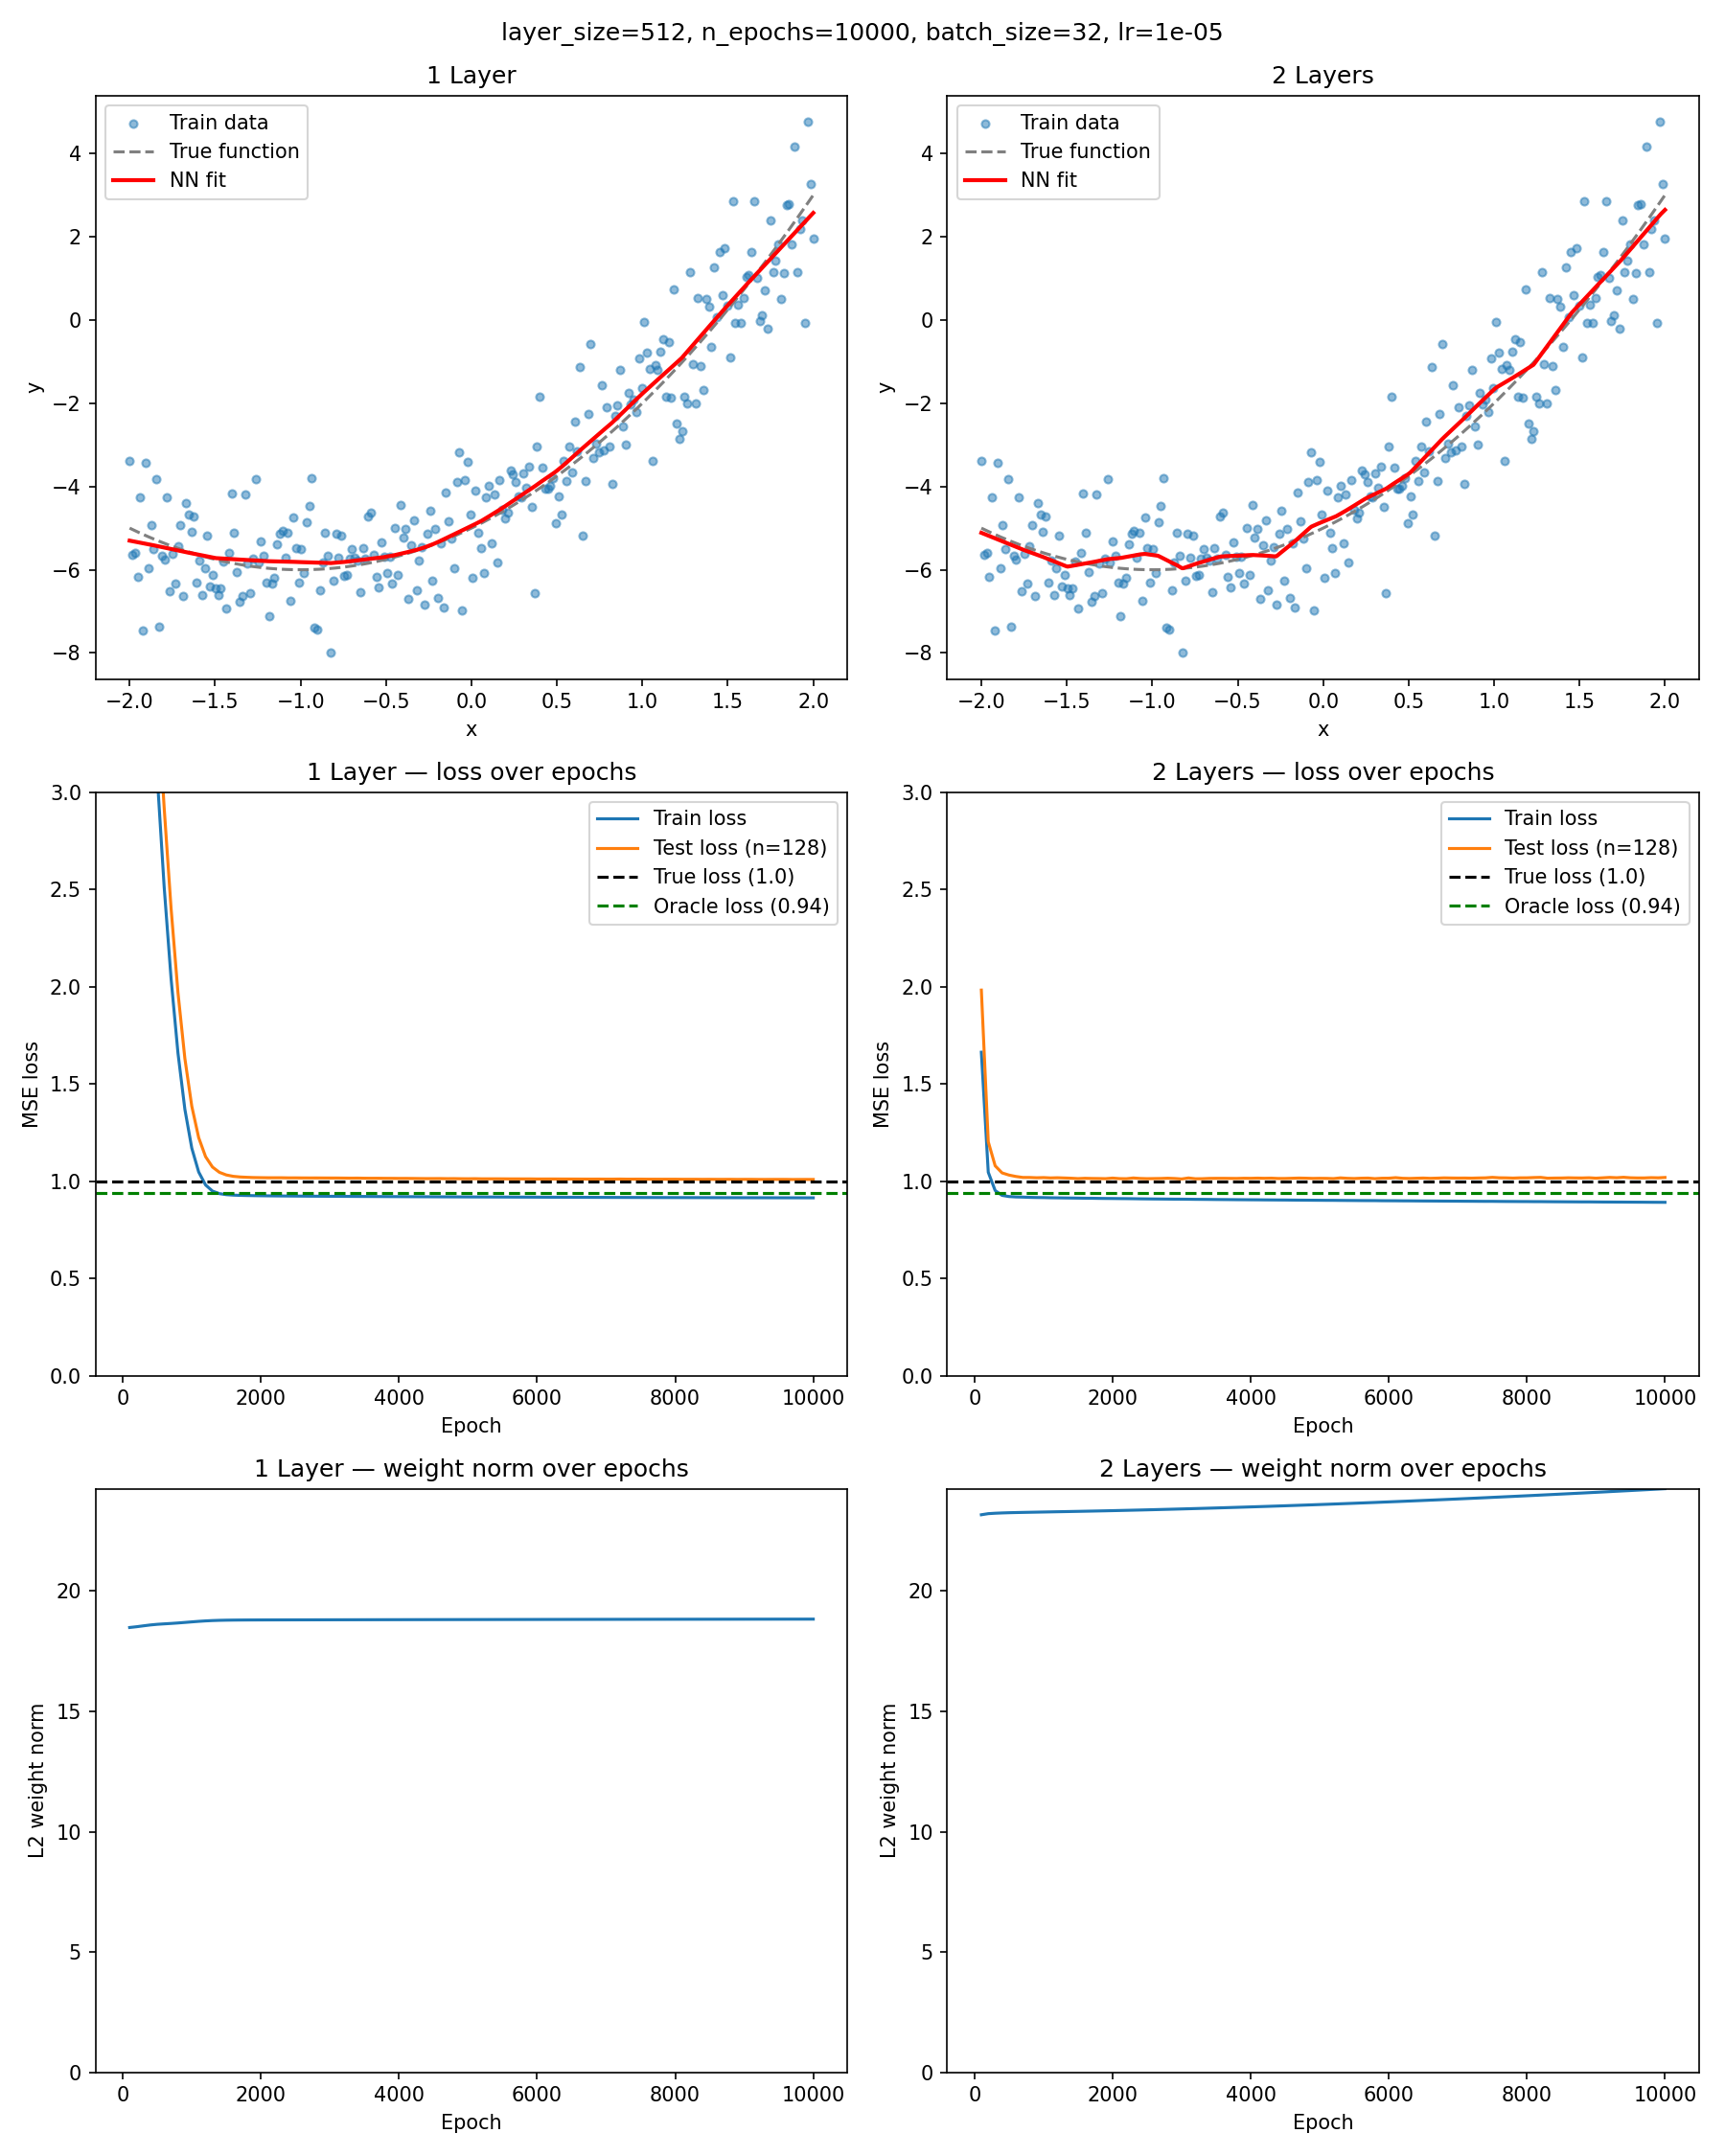 layer_size=512, n_epochs=10000, batch_size=32, lr=1e-05
1 Layer
Train data
True function
NN fit
4
2
0
−2
−4
−6
−8
y
−2.0 −1.5 −1.0 −0.5 0.0 0.5 1.0 1.5 2.0
x
2 Layers
Train data
True function
NN fit
4
2
0
−2
−4
−6
−8
y
−2.0 −1.5 −1.0 −0.5 0.0 0.5 1.0 1.5 2.0
x
1 Layer — loss over epochs
Train loss
Test loss (n=128)
True loss (1.0)
Oracle loss (0.94)
3.0
2.5
2.0
1.5
1.0
0.5
0.0
MSE loss
0 2000 4000 6000 8000 10000
Epoch
2 Layers — loss over epochs
Train loss
Test loss (n=128)
True loss (1.0)
Oracle loss (0.94)
3.0
2.5
2.0
1.5
1.0
0.5
0.0
MSE loss
0 2000 4000 6000 8000 10000
Epoch
1 Layer — weight norm over epochs
20
15
10
5
0
L2 weight norm
0 2000 4000 6000 8000 10000
Epoch
2 Layers — weight norm over epochs
20
15
10
5
0
L2 weight norm
0 2000 4000 6000 8000 10000
Epoch